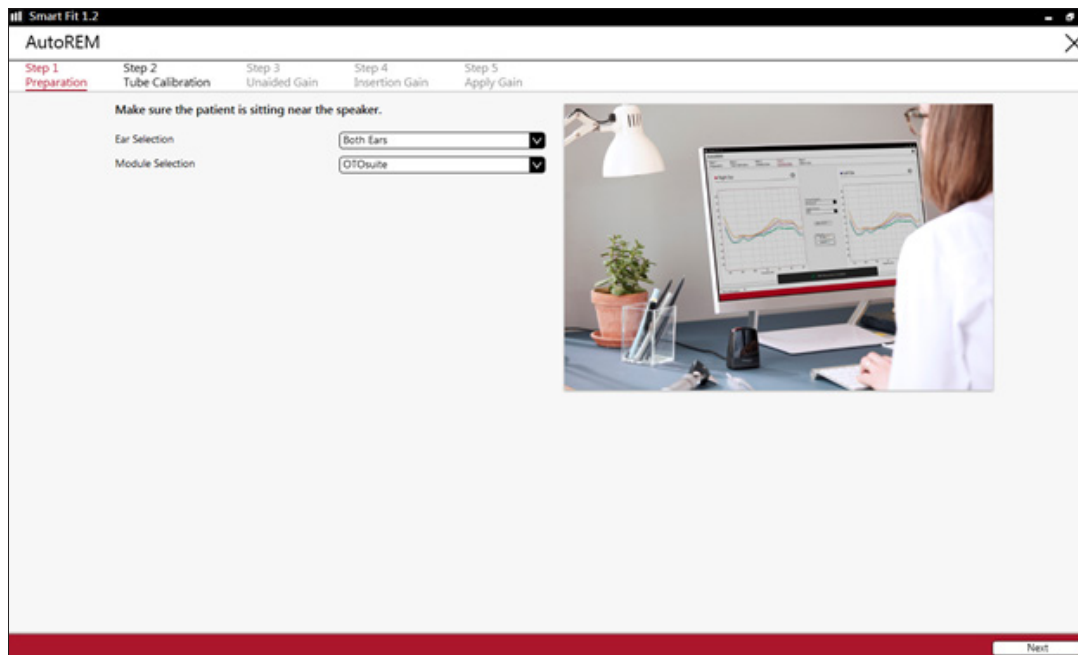 Smart Fit 1.2
AutoREM
Step 1
Preparation
Step 2
Tube Calibration
Step 3
Unaided Gain
Step 4
Insertion Gain
Step 5
Apply Gain
Make sure the patient is sitting near the speaker.
Ear Selection
Both Ears
Module Selection
OTOsuite
Next